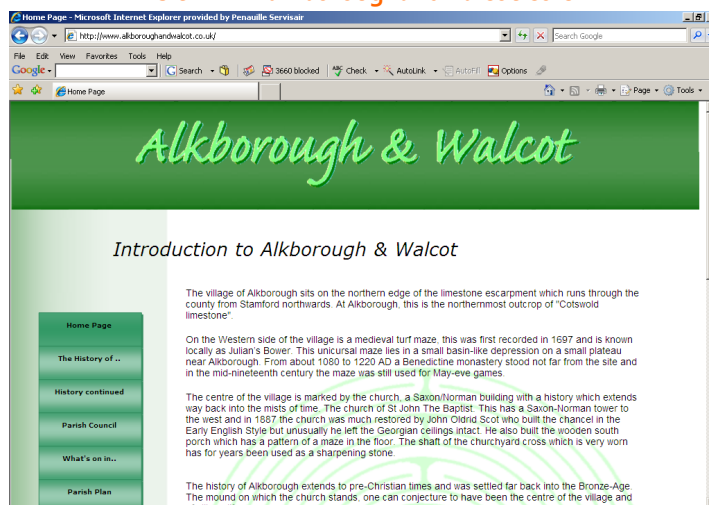 Home Page - Microsoft Internet Explorer provided by Penauille Servisair
http://www.alkboroughandwalcot.co.uk/
Search Google
File Edit View Favorites Tools Help
Google Search 3660 blocked Check AutoLink AutoFill Options
Home Page Page Tools
Alkborough & Walcot
Introduction to Alkborough & Walcot
Home Page
The History of ..
History continued
Parish Council
What's on in..
Parish Plan
The village of Alkborough sits on the northern edge of the limestone escarpment which runs through the
county from Stamford northwards. At Alkborough, this is the northernmost outcrop of "Cotswold
limestone".
On the Western side of the village is a medieval turf maze, this was first recorded in 1697 and is known
locally as Julian's Bower. This unicursal maze lies in a small basin-like depression on a small plateau
near Alkborough. From about 1080 to 1220 AD a Benedictine monastery stood not far from the site and
in the mid-nineteenth century the maze was still used for May-eve games.
The centre of the village is marked by the church, a Saxon/Norman building with a history which extends
way back into the mists of time. The church of St John The Baptist. This has a Saxon-Norman tower to
the west and in 1887 the church was much restored by John Oldrid Scot who built the chancel in the
Early English Style but unusually he left the Georgian ceilings intact. He also built the wooden south
porch which has a pattern of a maze in the floor. The shaft of the churchyard cross which is very worn
has for years been used as a sharpening stone.
The history of Alkborough extends to pre-Christian times and was settled far back into the Bronze-Age.
The mound on which the church stands, one can conjecture to have been the centre of the village and